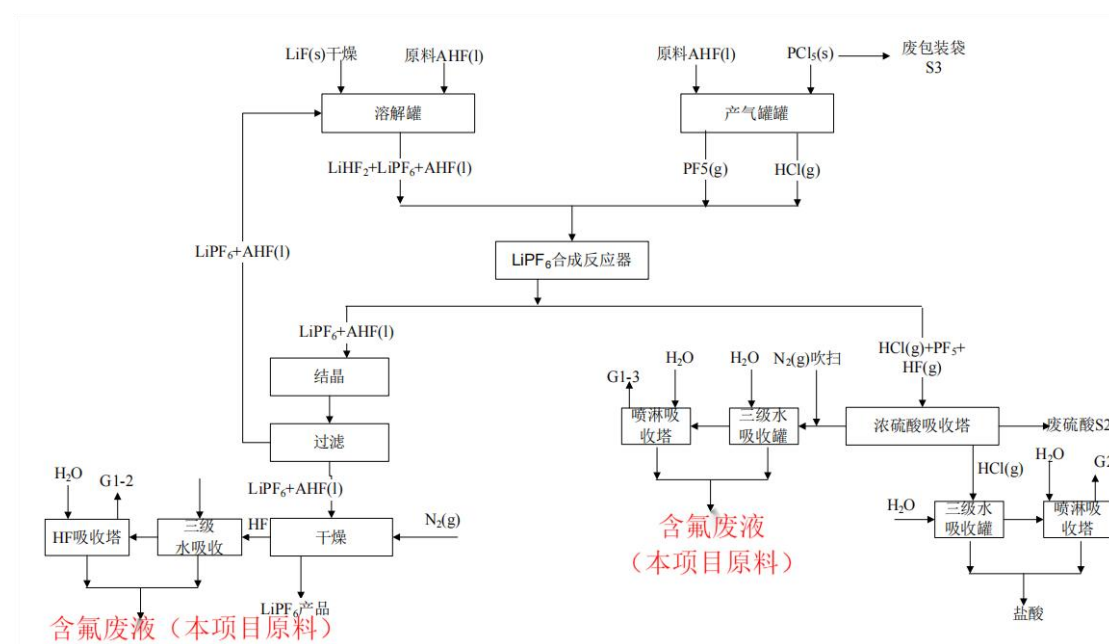 LiF(s)干燥
原料AHF(l)
原料AHF(l)
PCl₅(s)
废包装袋
S3
溶解罐
产气罐罐
LiHF₂+LiPF₆+AHF(l)
PF5(g)
HCl(g)
LiPF₆+AHF(l)
LiPF₆合成反应器
LiPF₆+AHF(l)
HCl(g)+PF₅+
HF(g)
N₂(g)吹扫
H₂O
H₂O
G1-3
结晶
喷淋吸
收塔
三级水
吸收罐
浓硫酸吸收塔
废硫酸S2
过滤
HCl(g)
H₂O
G2
LiPF₆+AHF(l)
H₂O
G1-2
N₂(g)
H₂O
三级水
吸收罐
喷淋吸
收塔
HF吸收塔
三级
水吸收
HF
干燥
含氟废液
（本项目原料）
LiPF₆产品
盐酸
含氟废液（本项目原料）